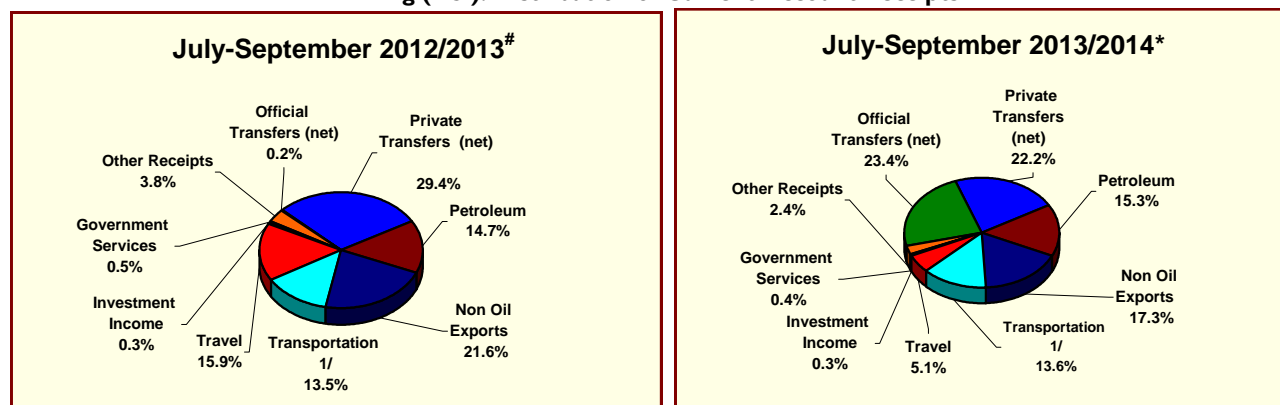 July-September 2012/2013#
Official
Transfers (net)
0.2%
Private
Transfers (net)
29.4%
Other Receipts
3.8%
Petroleum
14.7%
Government
Services
0.5%
Investment
Income
0.3%
Travel
15.9%
Transportation
1/
13.5%
Non Oil
Exports
21.6%
July-September 2013/2014*
Official
Transfers (net)
23.4%
Private
Transfers
(net)
22.2%
Other Receipts
2.4%
Petroleum
15.3%
Government
Services
0.4%
Investment
Income
0.3%
Travel
5.1%
Transportation
1/
13.6%
Non Oil
Exports
17.3%